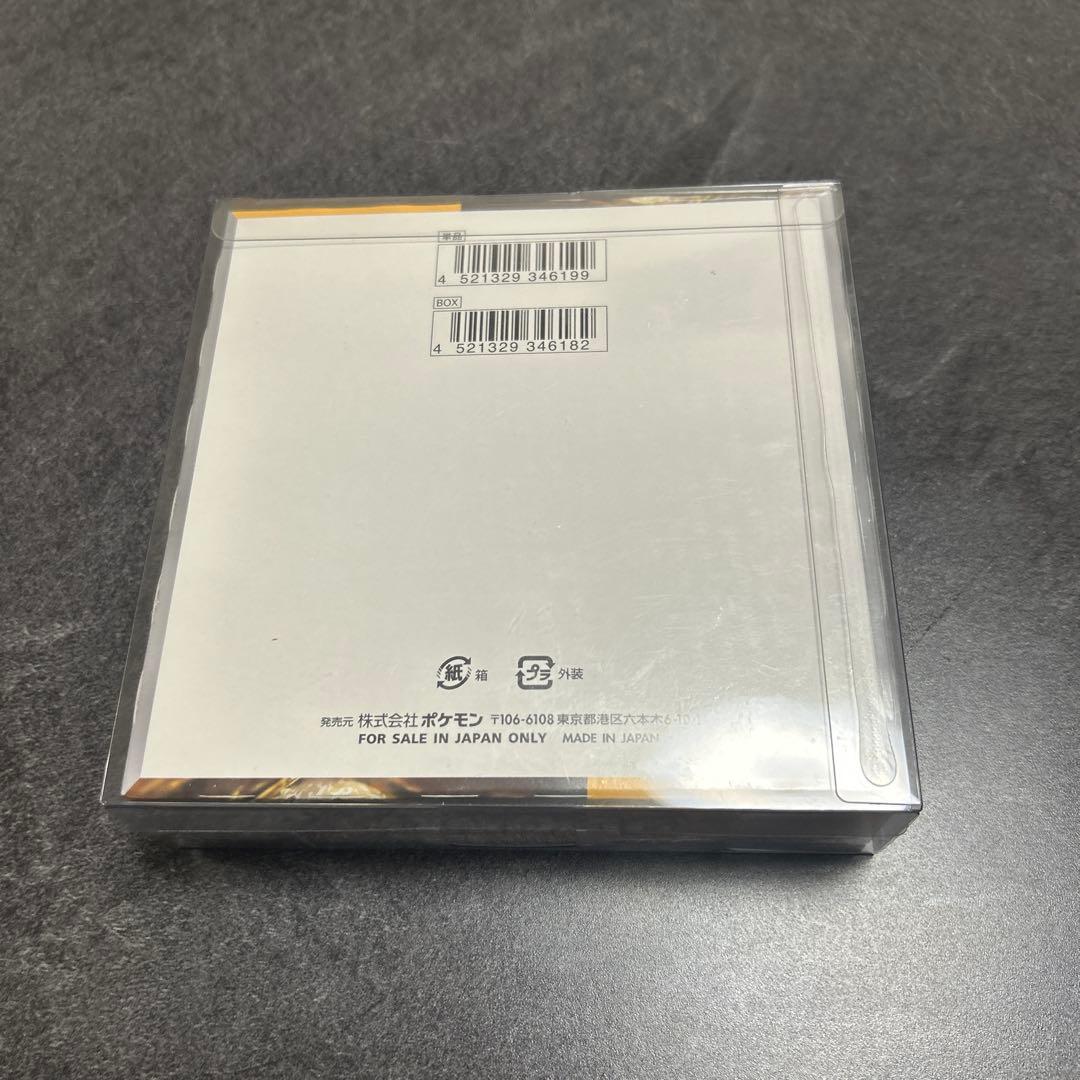 単品
4 521329 346199
BOX
4 521329 346182
紙 箱 プラ 外装
発売元 株式会社ポケモン 〒106-6108 東京都港区六本木6-10-1
FOR SALE IN JAPAN ONLY MADE IN JAPAN